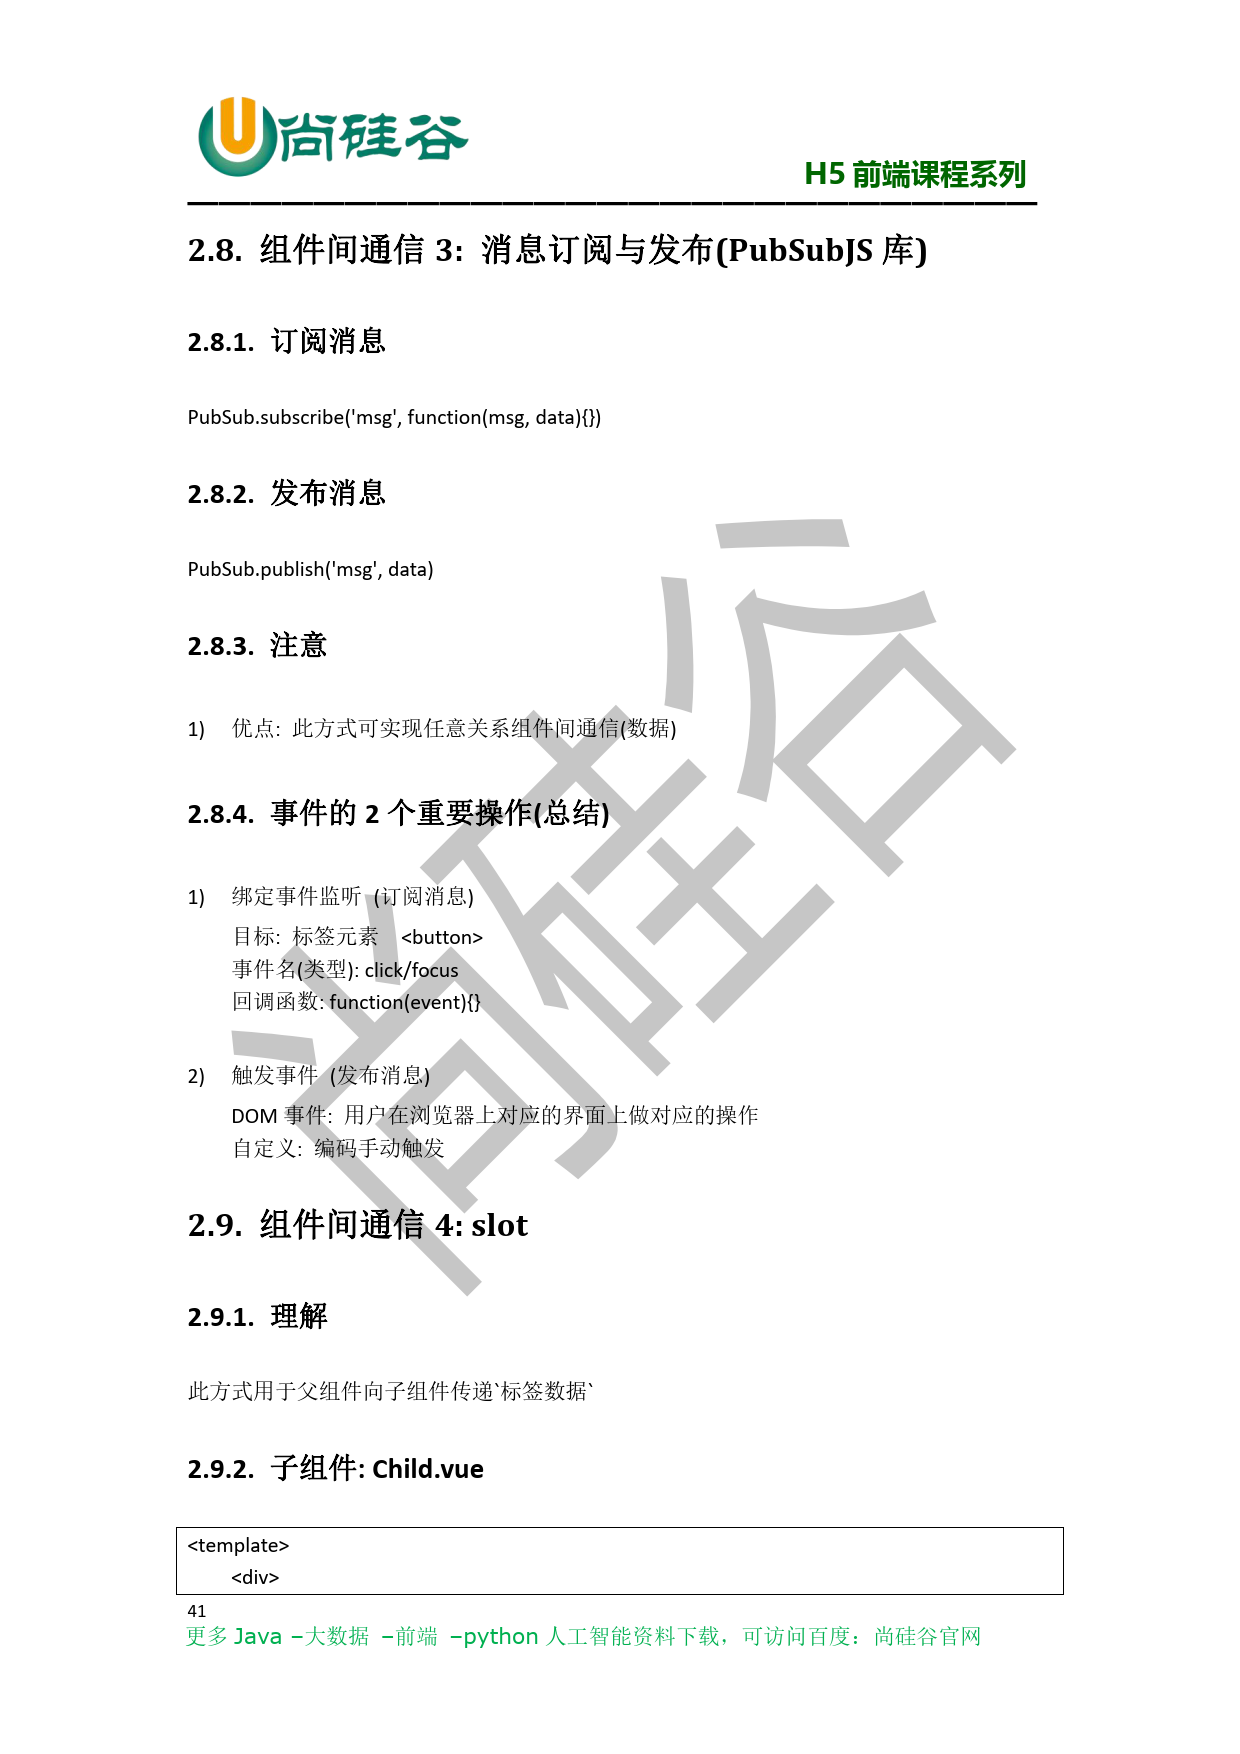 尚硅谷
H5 前端课程系列
2.8. 组件间通信 3: 消息订阅与发布(PubSubJS 库)
2.8.1. 订阅消息
PubSub.subscribe('msg', function(msg, data){})
2.8.2. 发布消息
PubSub.publish('msg', data)
2.8.3. 注意
1) 优点: 此方式可实现任意关系组件间通信(数据)
2.8.4. 事件的 2 个重要操作(总结)
1) 绑定事件监听 (订阅消息)
目标: 标签元素 <button>
事件名(类型): click/focus
回调函数: function(event){}
2) 触发事件 (发布消息)
DOM 事件: 用户在浏览器上对应的界面上做对应的操作
自定义: 编码手动触发
2.9. 组件间通信 4: slot
2.9.1. 理解
此方式用于父组件向子组件传递`标签数据`
2.9.2. 子组件: Child.vue
<template>
<div>
41
更多 Java –大数据 –前端 –python 人工智能资料下载，可访问百度：尚硅谷官网
尚硅谷